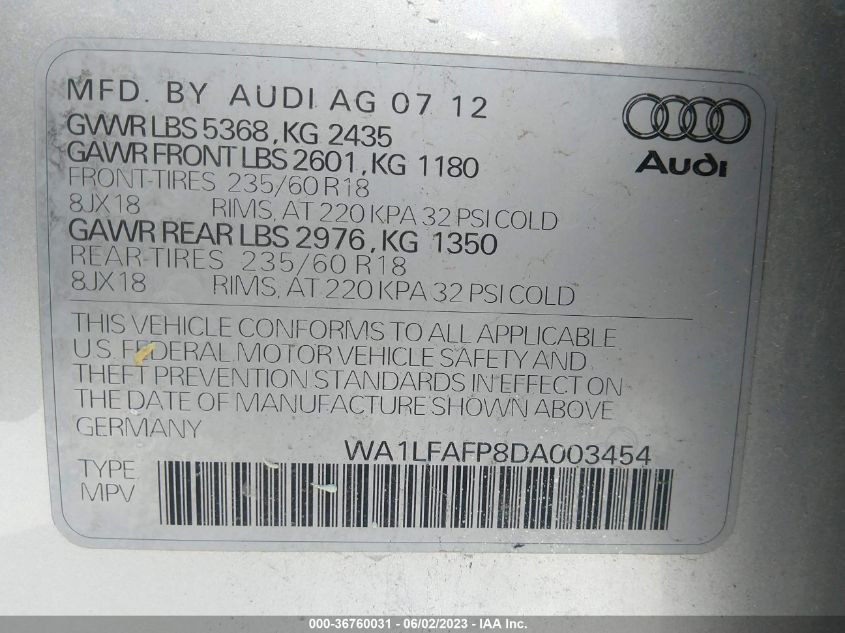 MFD. BY AUDI AG 07 12
GVWR LBS 5368, KG 2435
GAWR FRONT LBS 2601, KG 1180
FRONT-TIRES 235/60 R18
8JX18 RIMS, AT 220 KPA 32 PSI COLD
GAWR REAR LBS 2976, KG 1350
REAR-TIRES 235/60 R18
8JX18 RIMS, AT 220 KPA 32 PSI COLD
Audi
THIS VEHICLE CONFORMS TO ALL APPLICABLE
U.S. FEDERAL MOTOR VEHICLE SAFETY AND
THEFT PREVENTION STANDARDS IN EFFECT ON
THE DATE OF MANUFACTURE SHOWN ABOVE
GERMANY
WA1LFAFP8DA003454
TYPE
MPV
000-36760031 - 06/02/2023 - IAA Inc.